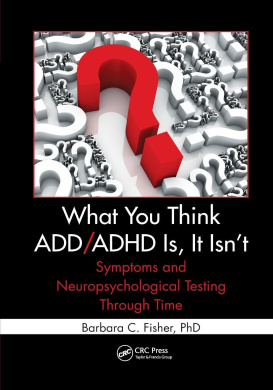 What You Think
ADD/ADHD Is, It Isn't
Symptoms and
Neuropsychological Testing
Through Time
Barbara C. Fisher, PhD
CRC
CRC Press
Taylor & Francis Group